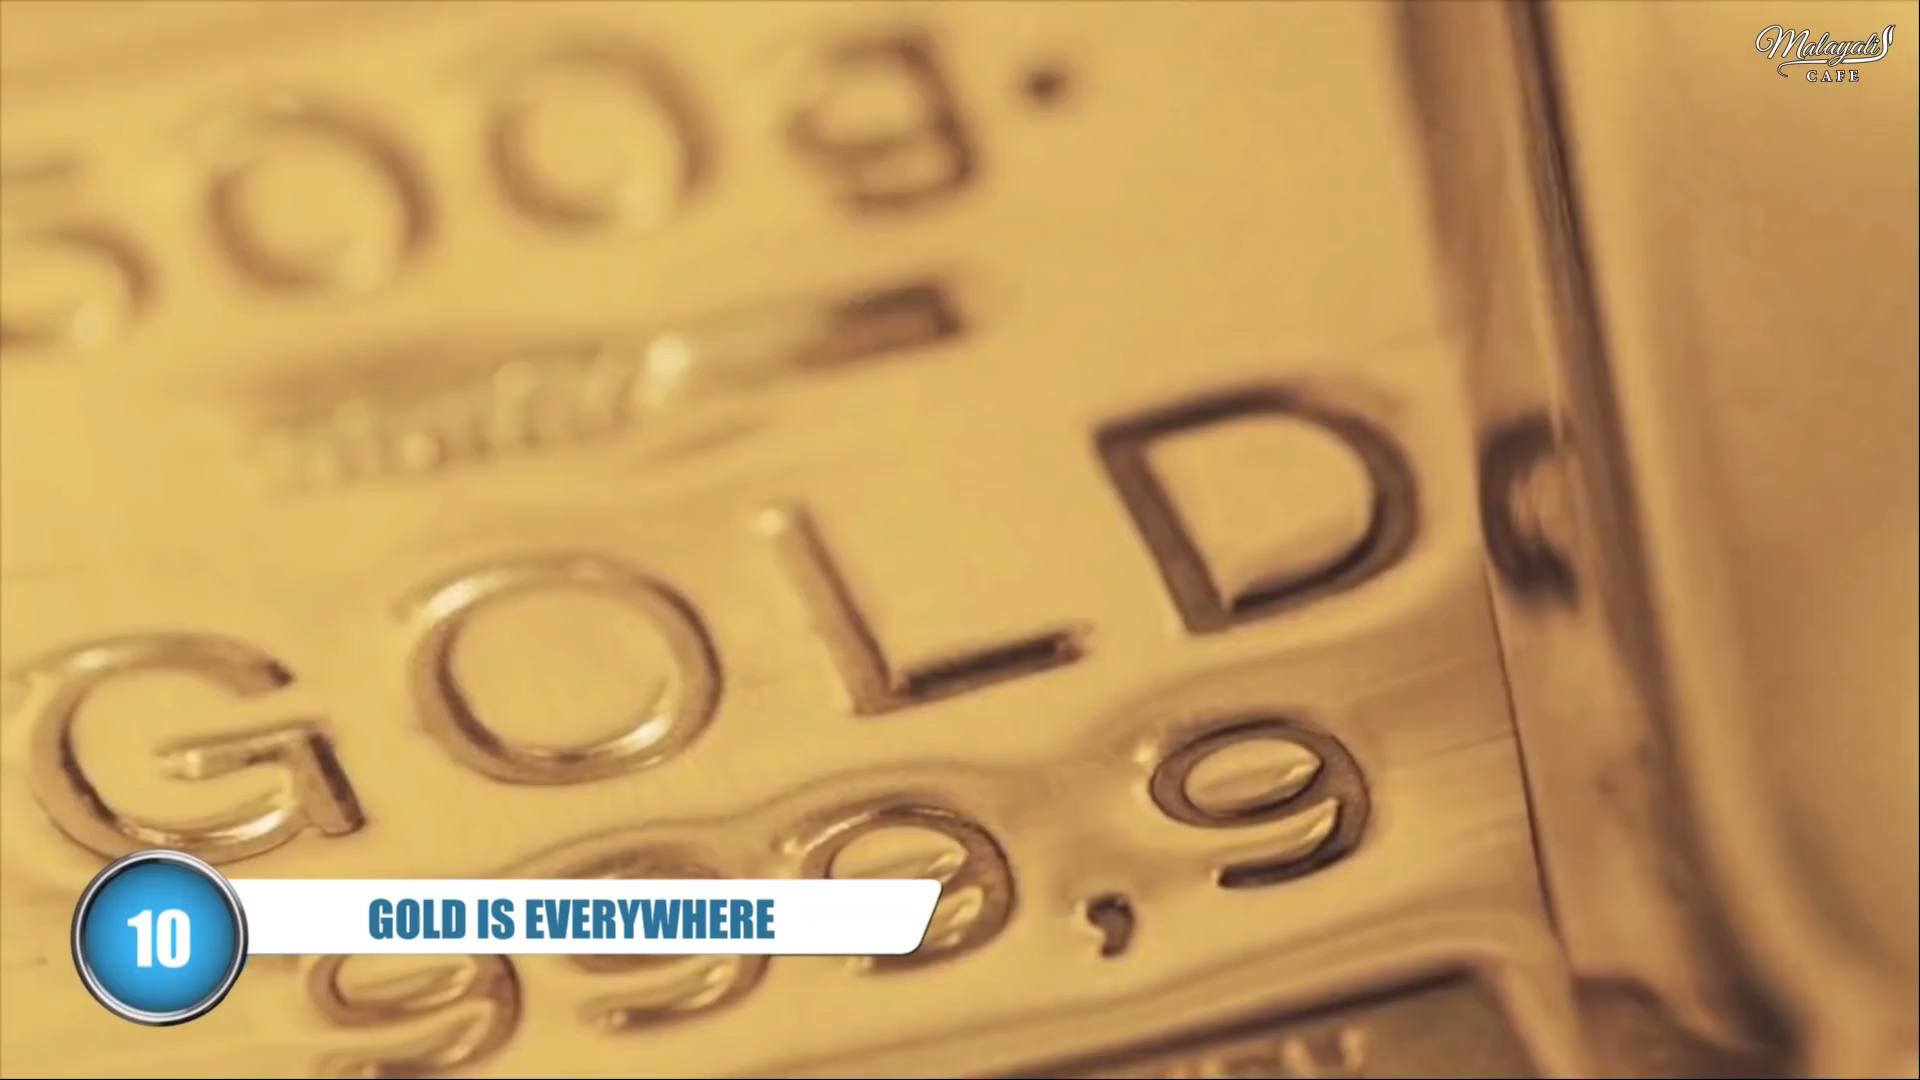 Malayali
CAFE
500g.
GOLD
999,9
10
GOLD IS EVERYWHERE